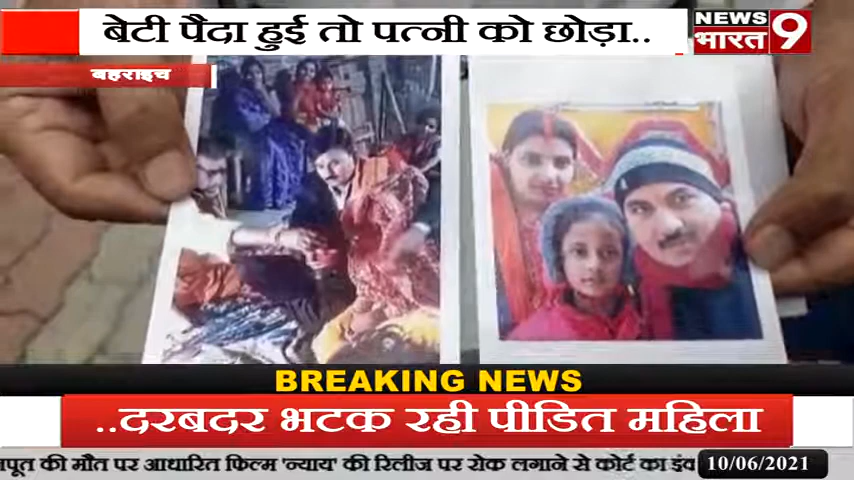 बेटी पैदा हुई तो पत्नी को छोड़ा..
NEWS
भारत 9
बहराइच
BREAKING NEWS
..दरबदर भटक रही पीडित महिला
की मौत पर आधारित फिल्म 'न्याय' की रिलीज पर रोक लगाने से कोर्ट का
10/06/2021